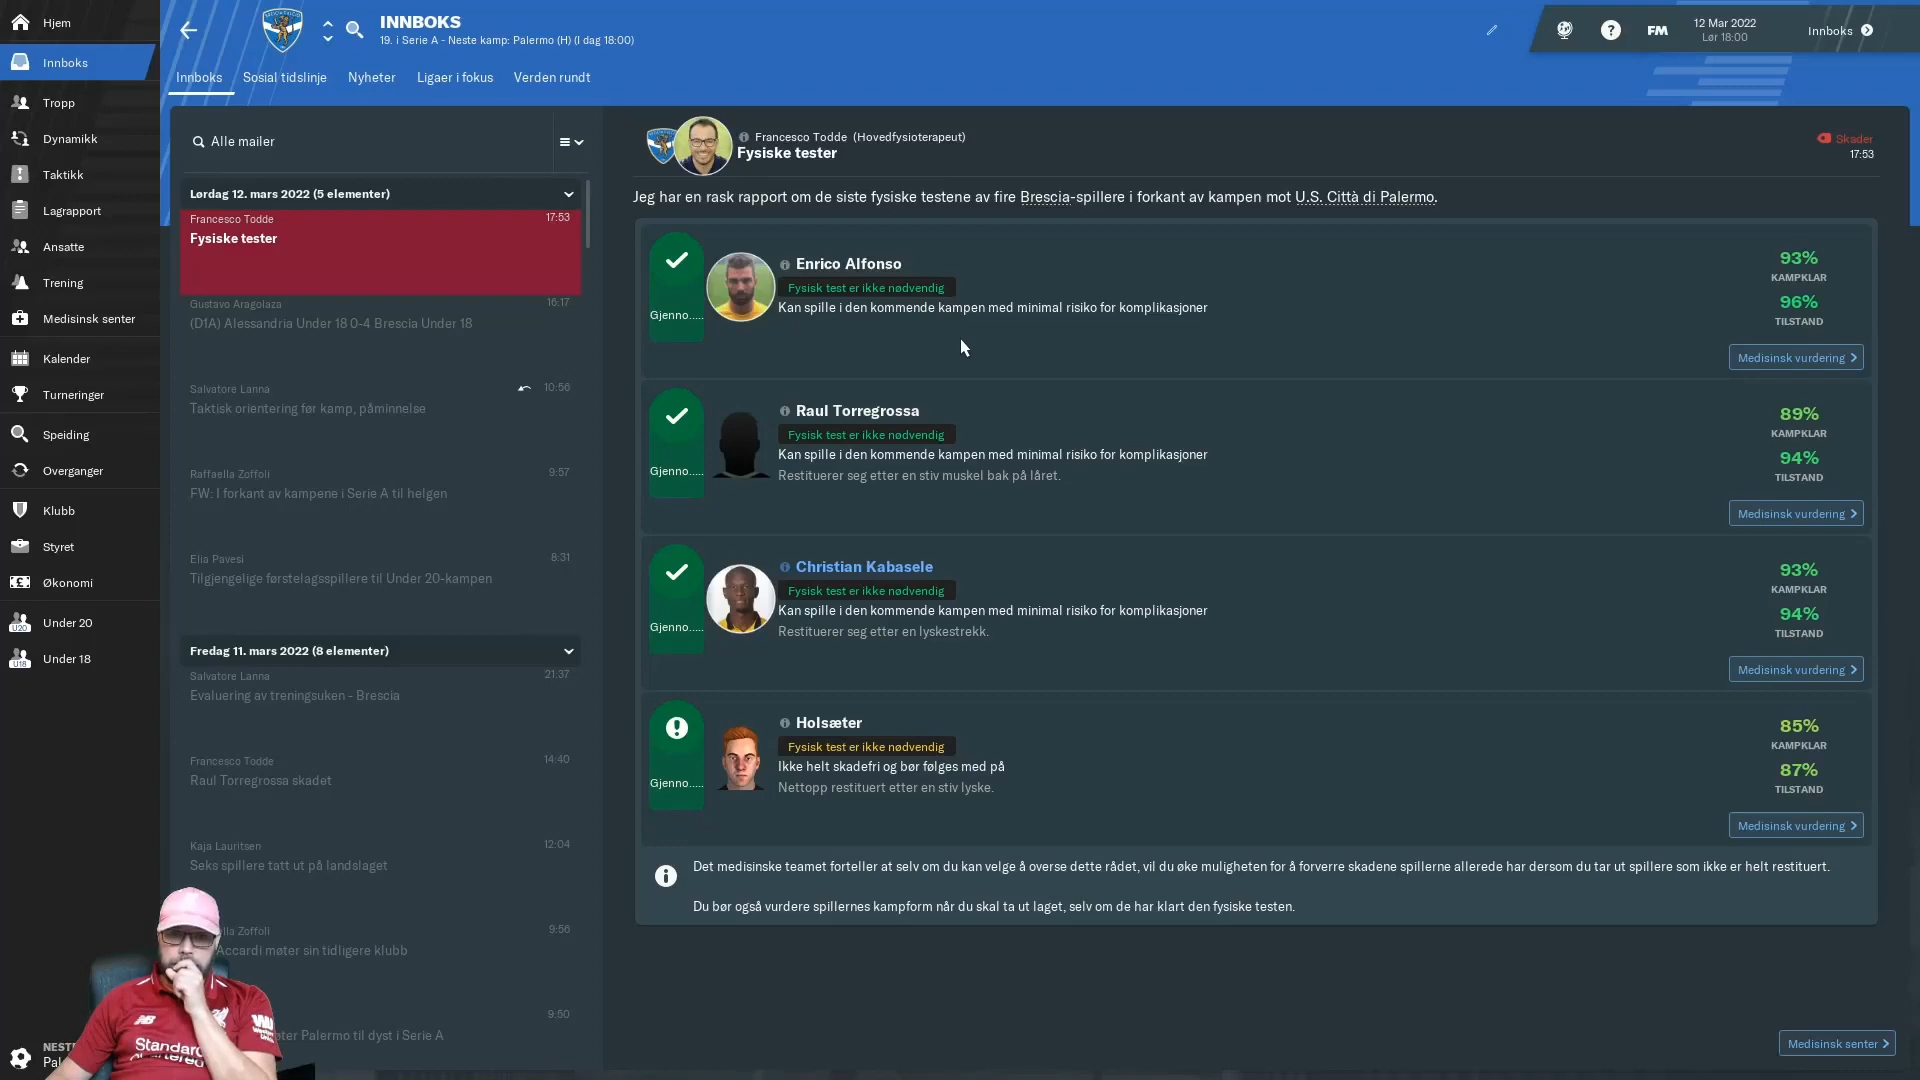 Hjem
Innboks
Tropp
Dynamikk
Taktikk
Lagrapport
Ansatte
Trening
Medisinsk senter
Kalender
Turneringer
Speiding
Overganger
Klubb
Styret
Økonomi
U20
Under 20
U18
Under 18
NESTE
INNBOKS
19. i Serie A - Neste kamp: Palermo (H) (I dag 18:00)
FM
12 Mar 2022
Lør 18:00
Innboks
Innboks
Sosial tidslinje
Nyheter
Ligaer i fokus
Verden rundt
Alle mailer
Lørdag 12. mars 2022 (5 elementer)
Francesco Todde 17:53
Fysiske tester
Gustavo Aragolaza 16:17
(D1A) Alessandria Under 18 0-4 Brescia Under 18
Salvatore Lanna 10:56
Taktisk orientering før kamp, påminnelse
Raffaella Zoffoli 9:57
FW: I forkant av kampene i Serie A til helgen
Elia Pavesi 8:31
Tilgjengelige førstelagsspillere til Under 20-kampen
Fredag 11. mars 2022 (8 elementer)
Salvatore Lanna 21:37
Evaluering av treningsuken - Brescia
Francesco Todde 14:40
Raul Torregrossa skadet
Kaja Lauritsen 12:04
Seks spillere tatt ut på landslaget
lla Zoffoli 9:56
Accardi møter sin tidligere klubb
9:50
øter Palermo til dyst i Serie A
Francesco Todde (Hovedfysioterapeut)
Fysiske tester
Skader
17:53
Jeg har en rask rapport om de siste fysiske testene av fire Brescia-spillere i forkant av kampen mot U.S. Città di Palermo.
Gjenno.....
Enrico Alfonso
Fysisk test er ikke nødvendig
Kan spille i den kommende kampen med minimal risiko for komplikasjoner
93%
KAMPKLAR
96%
TILSTAND
Medisinsk vurdering
Gjenno.....
Raul Torregrossa
Fysisk test er ikke nødvendig
Kan spille i den kommende kampen med minimal risiko for komplikasjoner
Restituerer seg etter en stiv muskel bak på låret.
89%
KAMPKLAR
94%
TILSTAND
Medisinsk vurdering
Gjenno.....
Christian Kabasele
Fysisk test er ikke nødvendig
Kan spille i den kommende kampen med minimal risiko for komplikasjoner
Restituerer seg etter en lyskestrekk.
93%
KAMPKLAR
94%
TILSTAND
Medisinsk vurdering
Gjenno.....
Holsæter
Fysisk test er ikke nødvendig
Ikke helt skadefri og bør følges med på
Nettopp restituert etter en stiv lyske.
85%
KAMPKLAR
87%
TILSTAND
Medisinsk vurdering
Det medisinske teamet forteller at selv om du kan velge å overse dette rådet, vil du øke muligheten for å forverre skadene spillerne allerede har dersom du tar ut spillere som ikke er helt restituert.
Du bør også vurdere spillernes kampform når du skal ta ut laget, selv om de har klart den fysiske testen.
Medisinsk senter
NB
Standard